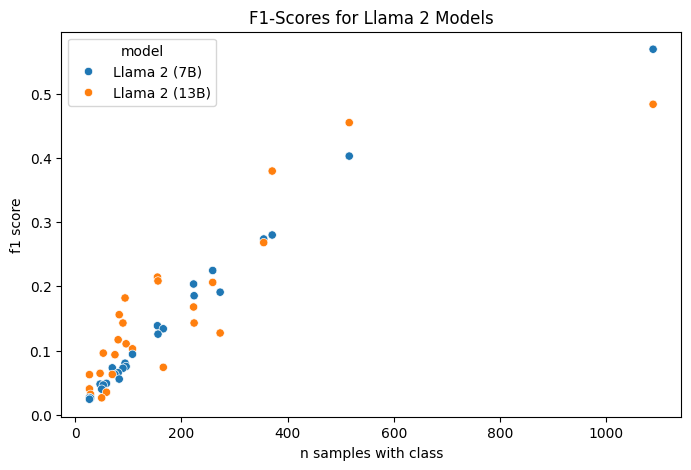 F1-Scores for Llama 2 Models
model
Llama 2 (7B)
Llama 2 (13B)
f1 score
0.5
0.4
0.3
0.2
0.1
0.0
0 200 400 600 800 1000
n samples with class